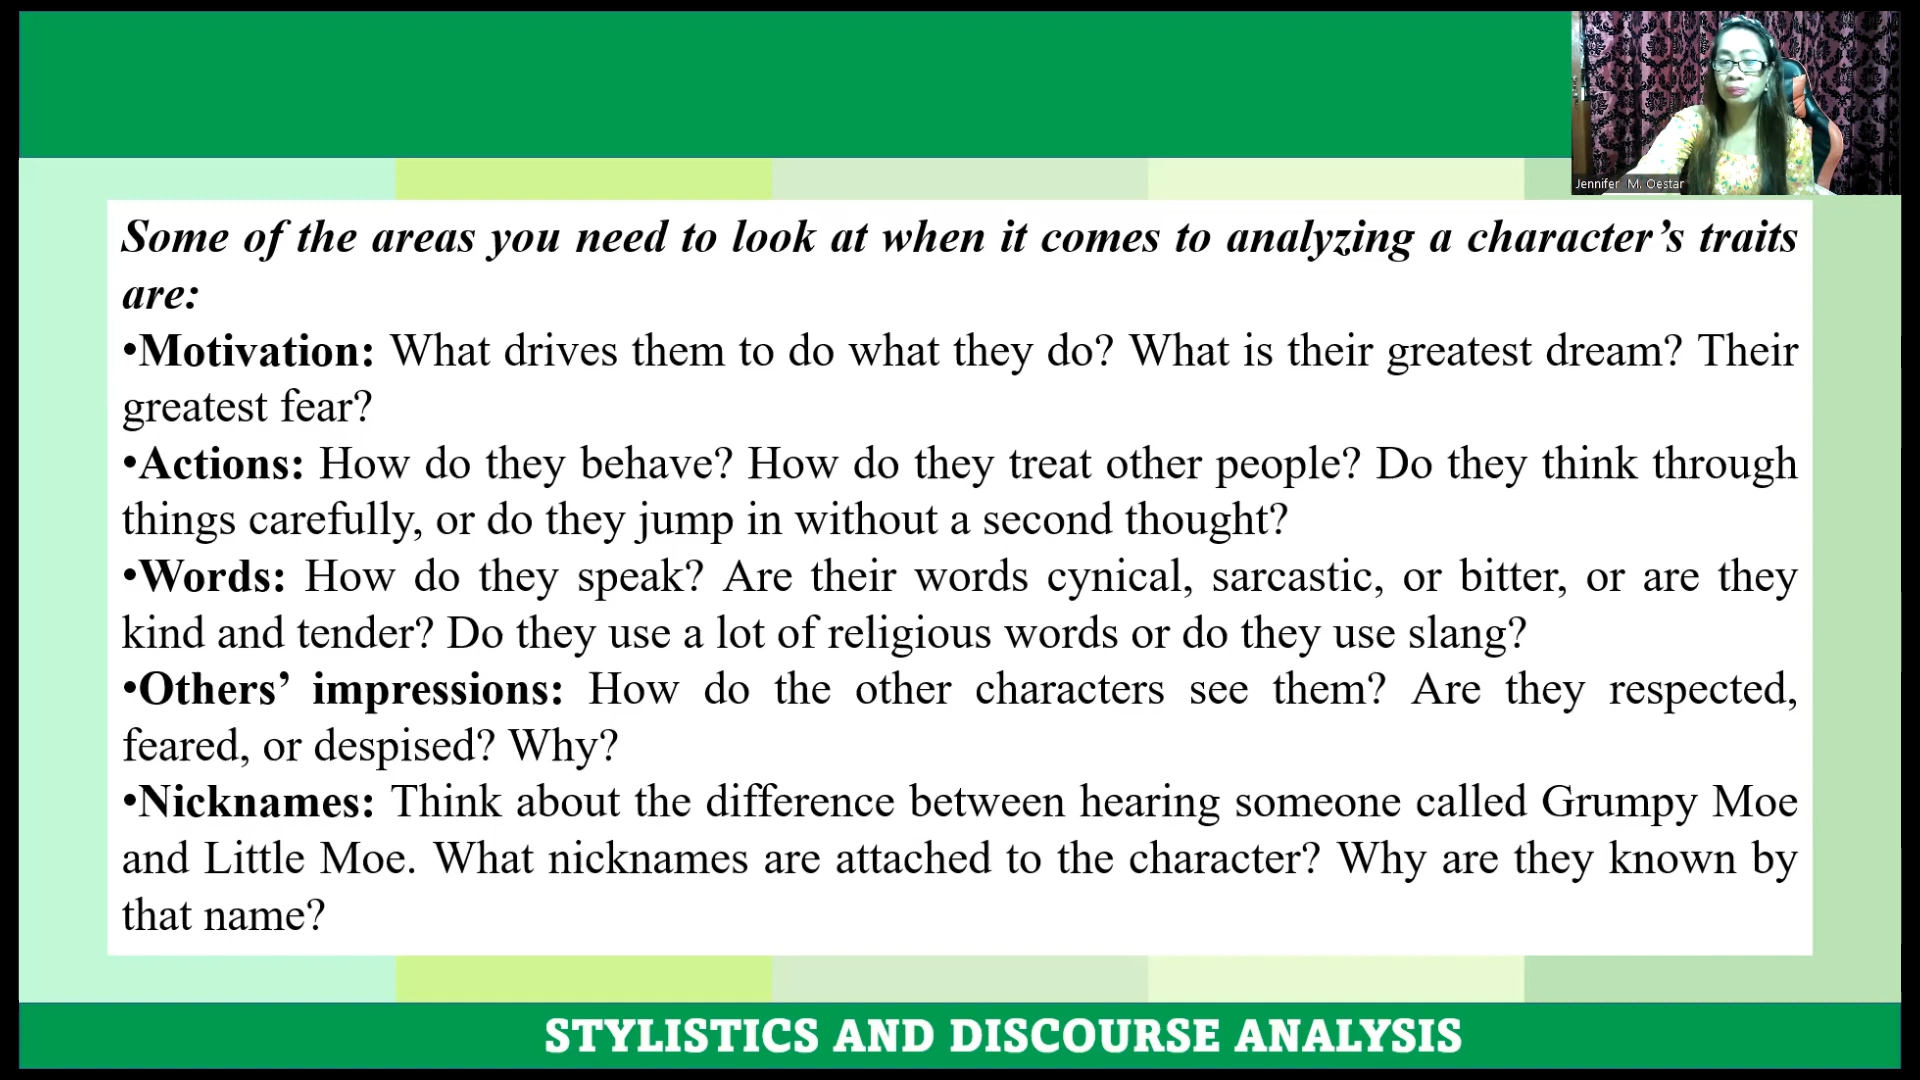 Jennifer M. Oestar
Some of the areas you need to look at when it comes to analyzing a character’s traits
are:
•Motivation: What drives them to do what they do? What is their greatest dream? Their
greatest fear?
•Actions: How do they behave? How do they treat other people? Do they think through
things carefully, or do they jump in without a second thought?
•Words: How do they speak? Are their words cynical, sarcastic, or bitter, or are they
kind and tender? Do they use a lot of religious words or do they use slang?
•Others’ impressions: How do the other characters see them? Are they respected,
feared, or despised? Why?
•Nicknames: Think about the difference between hearing someone called Grumpy Moe
and Little Moe. What nicknames are attached to the character? Why are they known by
that name?
STYLISTICS AND DISCOURSE ANALYSIS